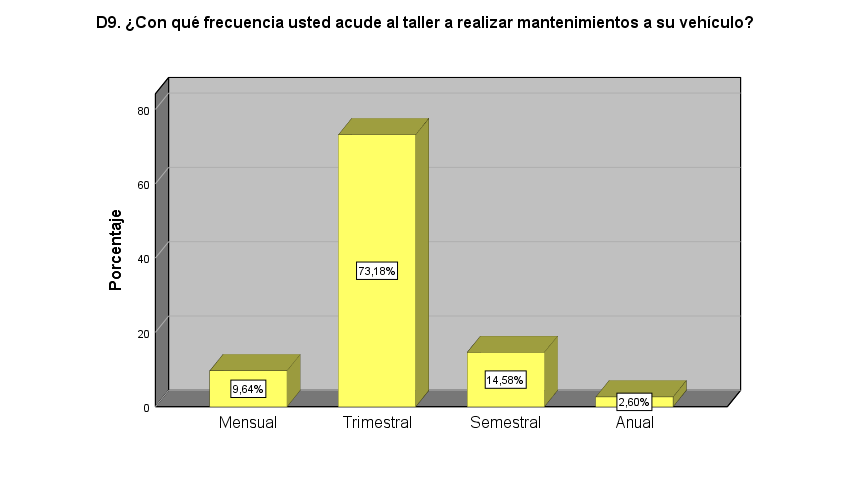 D9. ¿Con qué frecuencia usted acude al taller a realizar mantenimientos a su vehículo?
80
60
40
20
0
Porcentaje
9,64%
73,18%
14,58%
2,60%
Mensual
Trimestral
Semestral
Anual